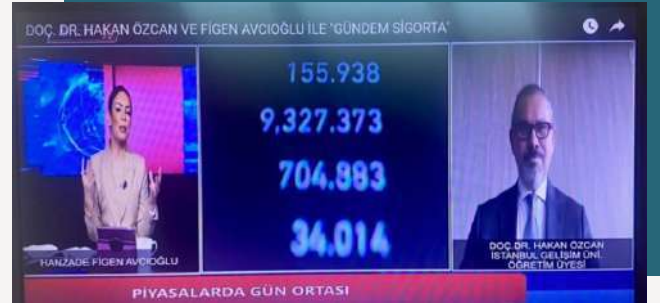 DOÇ. DR. HAKAN ÖZCAN VE FİGEN AVCIOĞLU İLE "GÜNDEM SİGORTA"
155.938
9,327.373
704.883
34.014
HANZADE FİGEN AVCIOĞLU
DOÇ.DR. HAKAN ÖZCAN
İSTANBUL GELİŞİM ÜNİ.
ÖĞRETİM ÜYESİ
PİYASALARDA GÜN ORTASI